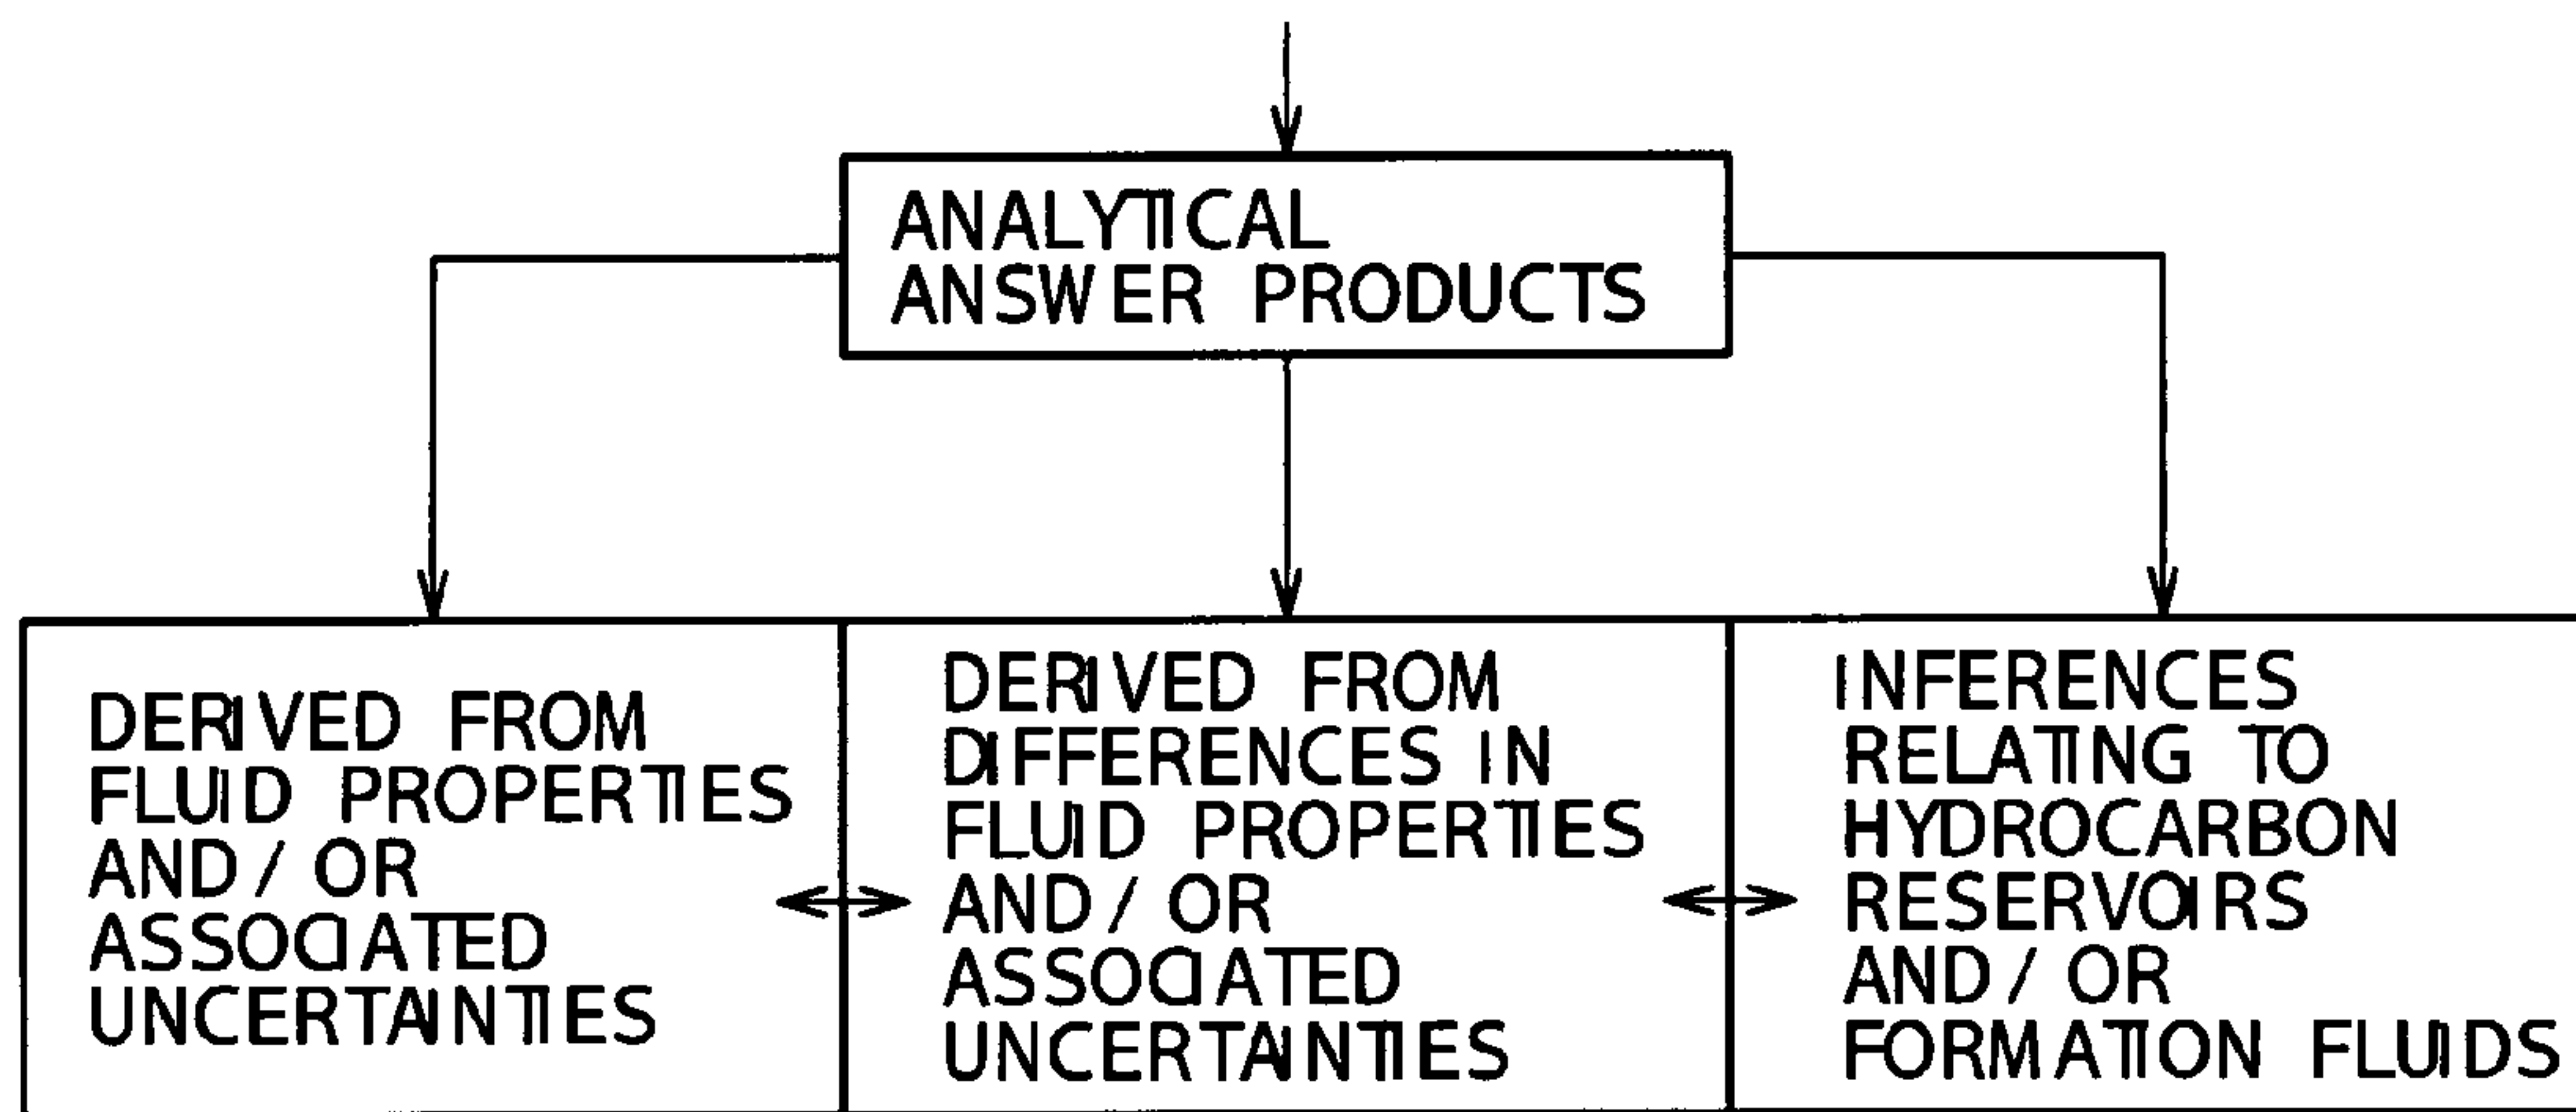 ANALYTICAL
ANSWER PRODUCTS
DERIVED FROM
FLUID PROPERTIES
AND/OR
ASSOCIATED
UNCERTAINTIES
DERIVED FROM
DIFFERENCES IN
FLUID PROPERTIES
AND/OR
ASSOCIATED
UNCERTAINTIES
INFERENCES
RELATING TO
HYDROCARBON
RESERVOIRS
AND/OR
FORMATION FLUIDS